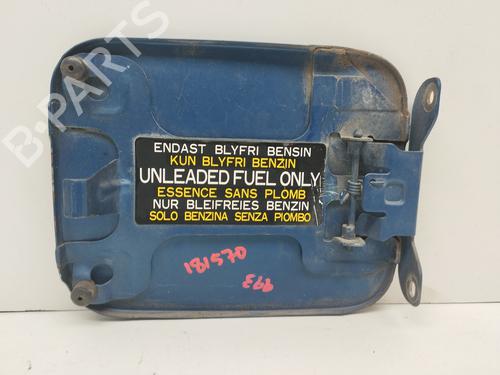 B-PARTS
ENDAST BLYFRI BENSIN
KUN BLYFRI BENZIN
UNLEADED FUEL ONLY
ESSENCE SANS PLOMB
NUR BLEIFREIES BENZIN
SOLO BENZINA SENZA PIOMBO
181570
993